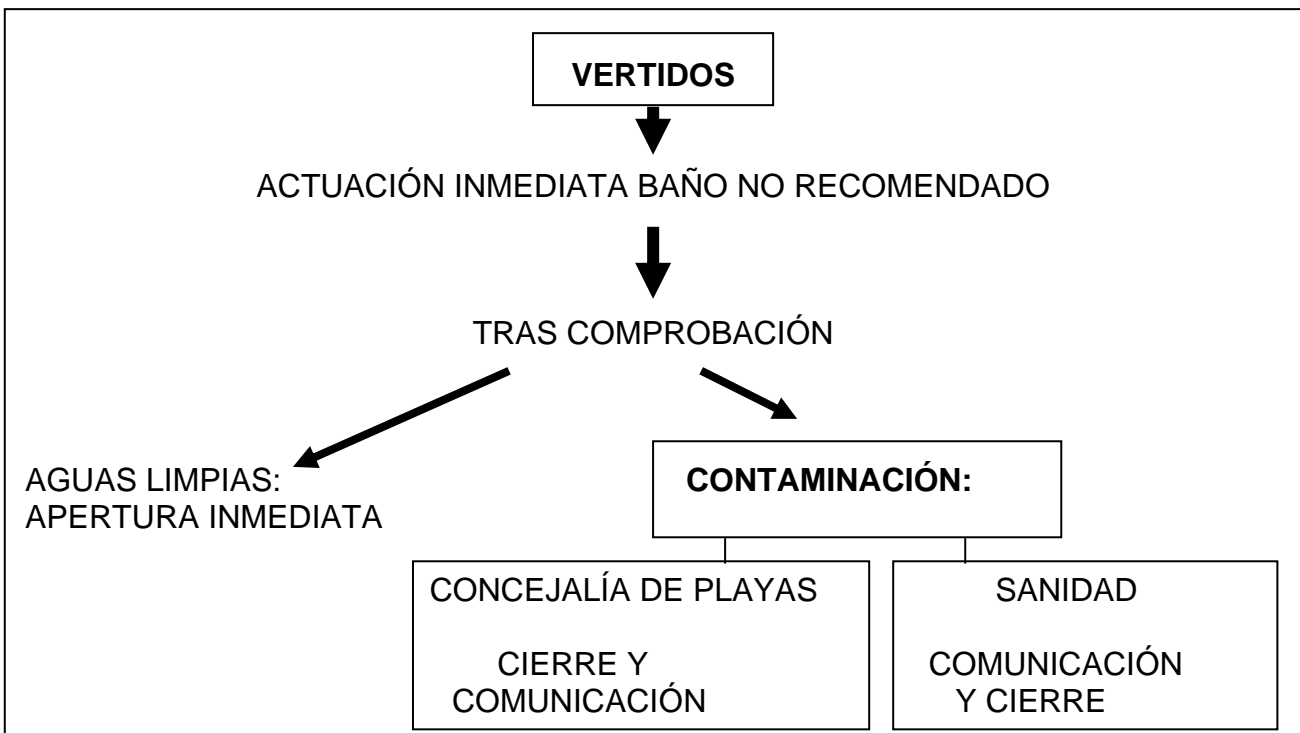 VERTIDOS
ACTUACIÓN INMEDIATA BAÑO NO RECOMENDADO
TRAS COMPROBACIÓN
AGUAS LIMPIAS:
APERTURA INMEDIATA
CONTAMINACIÓN:
CONCEJALÍA DE PLAYAS
CIERRE Y
COMUNICACIÓN
SANIDAD
COMUNICACIÓN
Y CIERRE